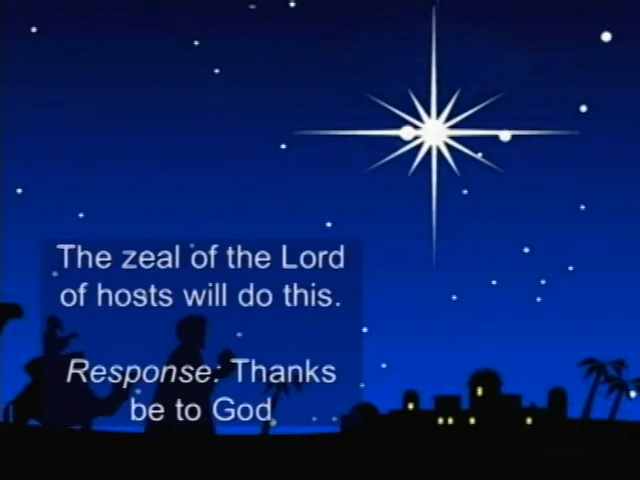 The zeal of the Lord
of hosts will do this.
Response: Thanks
be to God